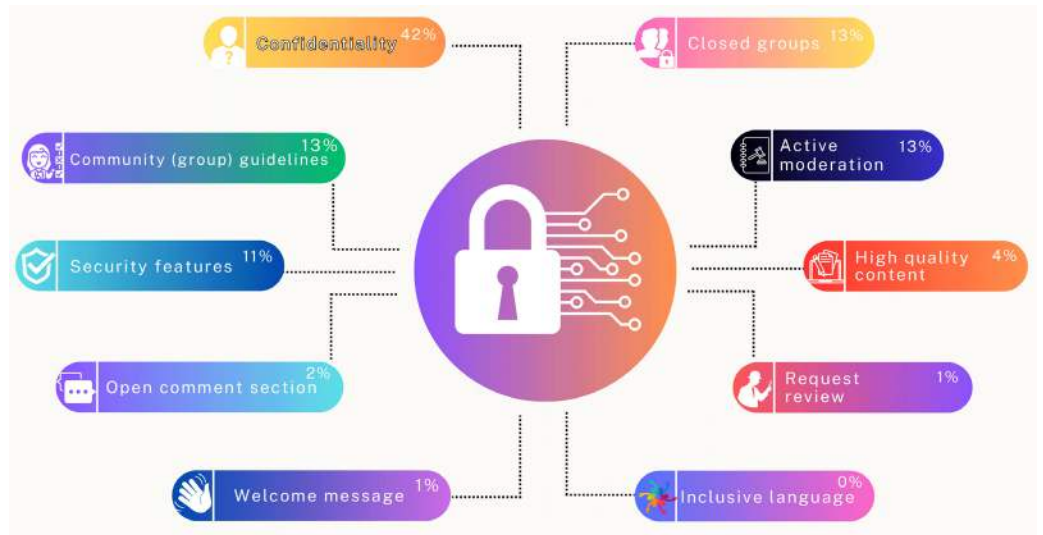 Confidentiality 42%
Closed groups 13%
Community (group) guidelines 13%
Active
moderation 13%
Security features 11%
High quality
content 4%
Open comment section 2%
Request
review 1%
Welcome message 1%
Inclusive language 0%
?